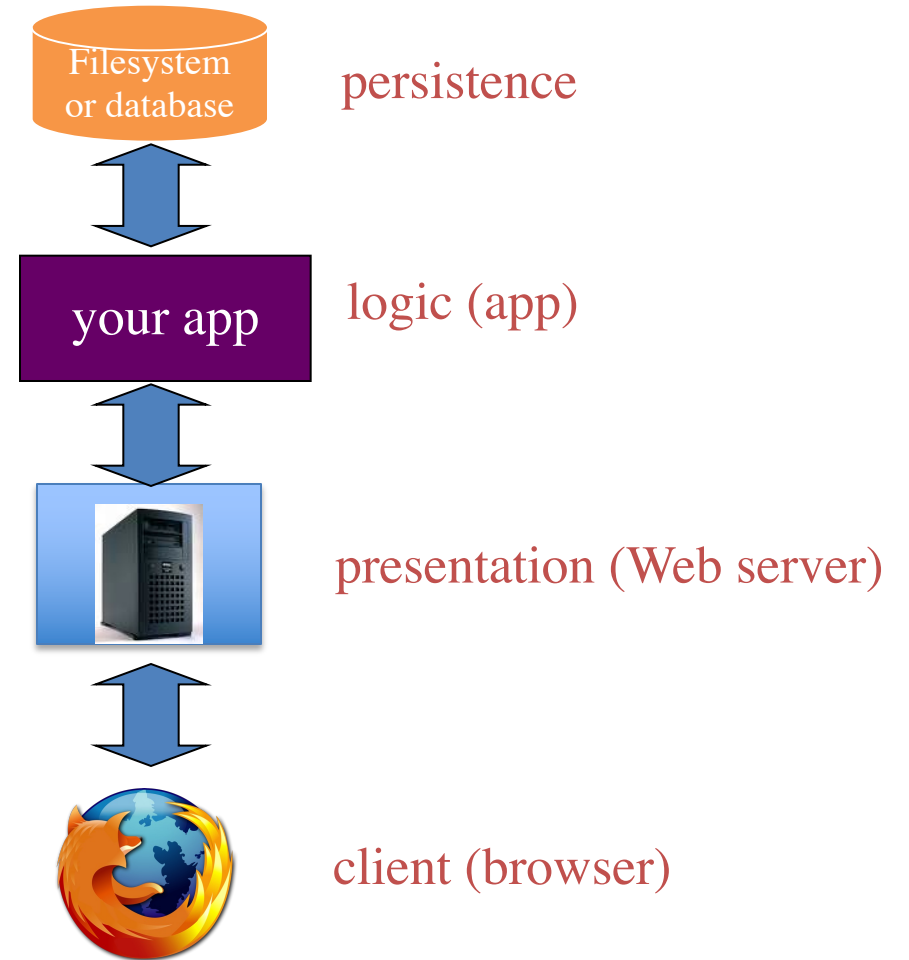 Filesystem
or database
persistence
your app
logic (app)
presentation (Web server)
client (browser)